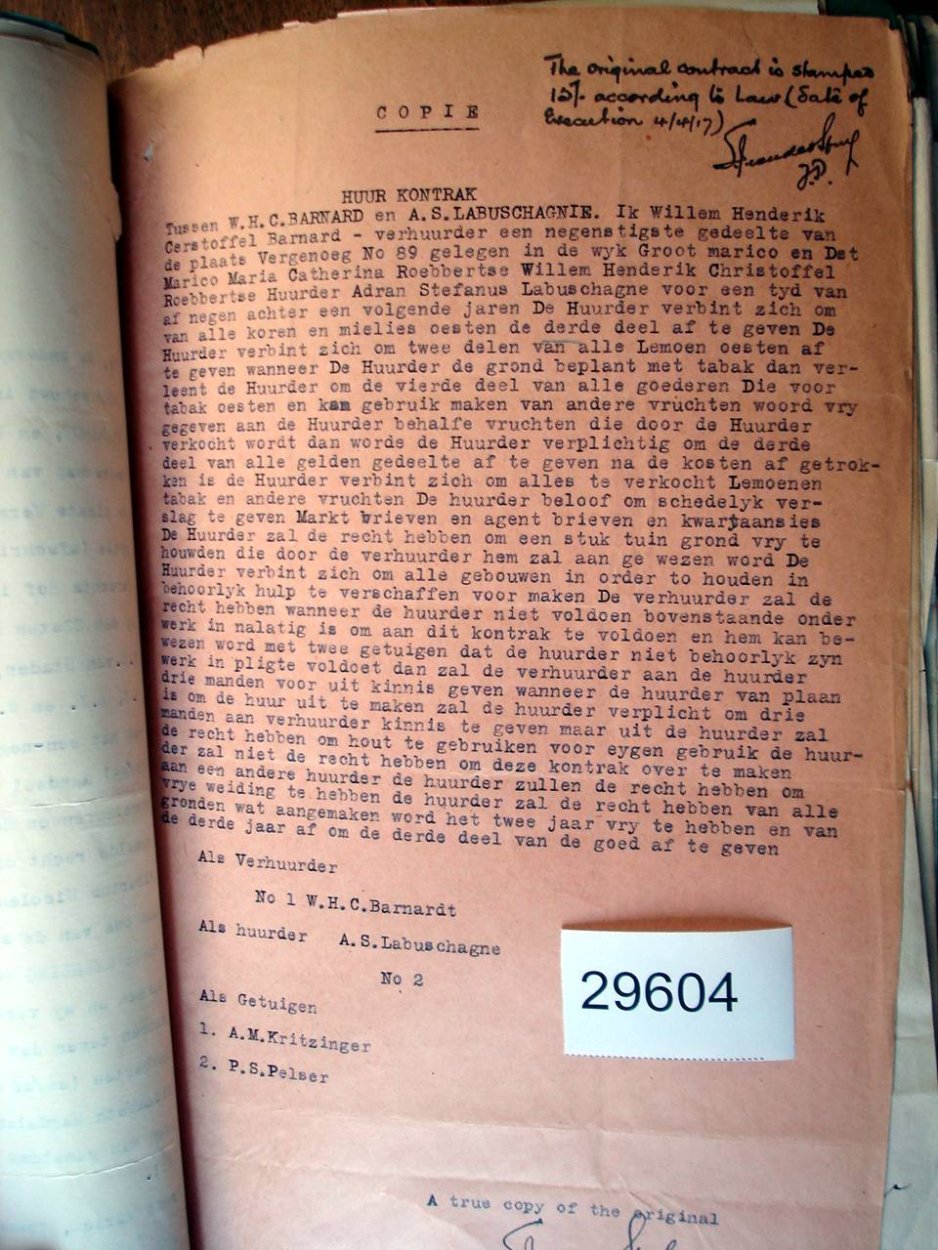 The original contract is stamped
12/- according to Law (date of
Execution 4/4/17)
J.P.
COPIE
HUUR KONTRAK
Tussen W.H.C.BARNARD en A.S.LABUSCHAGNIE. Ik Willem Henderik
Cerstoffel Barnard - verhuurder een negenstigste gedeelte van
de plaats Vergenoeg No 89 gelegen in de wyk Groot marico en Dst
Marico Maria Catherina Roebbertse Willem Henderik Christoffel
Roebbertse Huurder Adran Stefanus Labuschagne voor een tyd van
af negen achter een volgende jaren De Huurder verbint zich om
van alle koren en mielies oesten de derde deel af te geven De
Huurder verbint zich om twee delen van alle Lemoen oesten af
te geven wanneer De Huurder de grond beplant met tabak dan ver-
leent de Huurder om de vierde deel van alle goederen Die voor
tabak oesten en kan gebruik maken van andere vruchten woord vry
gegeven aan de Huurder behalfe vruchten die door de Huurder
verkocht wordt dan worde de Huurder verplichtig om de derde
deel van alle gelden gedeelte af te geven na de kosten af getrok-
ken is de Huurder verbint zich om alles te verkocht Lemoenen
tabak en andere vruchten De huurder beloof om schedelyk ver-
slag te geven Markt brieven en agent brieven en kwartaansies
De Huurder zal de recht hebben om een stuk tuin grond vry te
houwden die door de verhuurder hem zal aan ge wezen word De
Huurder verbint zich om alle gebouwen in order to houden in
behoorlyk hulp te verschaffen voor maken De verhuurder zal de
recht hebben wanneer de huurder niet voldoen bovenstaande onder
werk in nalatig is om aan dit kontrak te voldoen en hem kan be-
wezen word met twee getuigen dat de huurder niet behoorlyk zyn
werk in pligte voldoet dan zal de verhuurder aan de huurder
drie manden voor uit kinnis geven wanneer de huurder van plaan
is om de huur uit te maken zal de huurder verplicht om drie
manden aan verhuurder kinnis te geven maar uit de huurder zal
de recht hebben om hout te gebruiken voor eygen gebruik de huur-
der zal niet de recht hebben om deze kontrak over te maken
aan een andere huurder de huurder zullen de recht hebben om
vrye weiding te hebben de huurder zal de recht hebben van alle
gronden wat aangemaken word het twee jaar vry te hebben en van
de derde jaar af om de derde deel van de goed af te geven
Als Verhuurder
No 1 W.H.C.Barnardt
Als huurder A.S.Labuschagne
No 2
Als Getuigen
1. A.M.Kritzinger
2. P.S.Pelser
29604
A true copy of the original